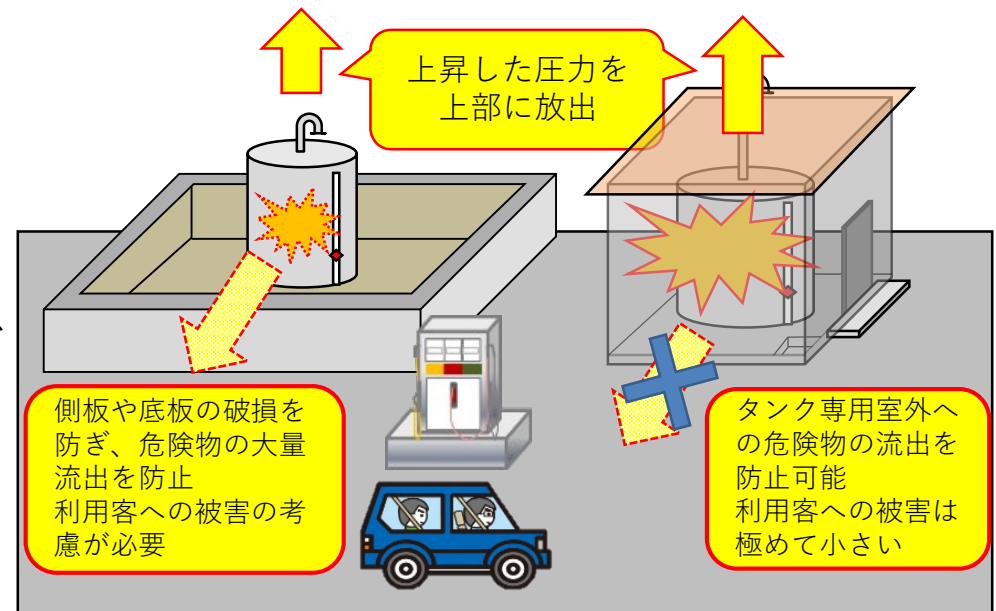 上昇した圧力を
上部に放出
側板や底板の破損を
防ぎ、危険物の大量
流出を防止
利用客への被害の考
慮が必要
タンク専用室外へ
の危険物の流出を
防止可能
利用客への被害は
極めて小さい